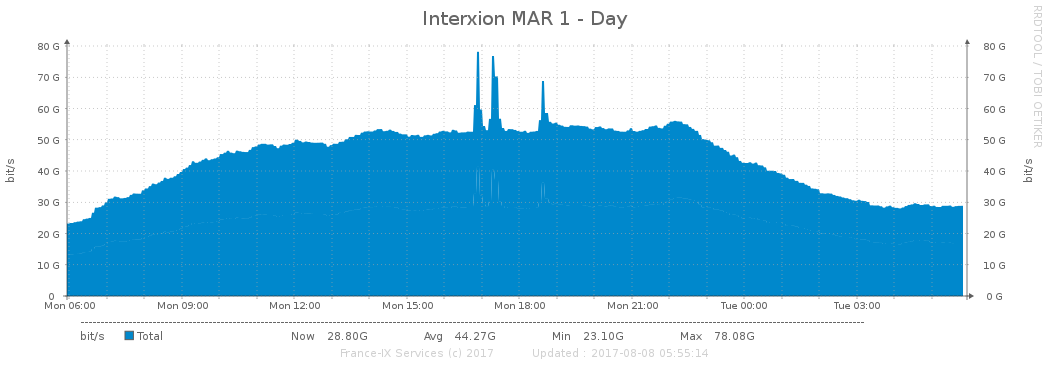 Interxion MAR 1 - Day
RRDTOOL / TOBI OETIKER
bit/s
80 G
70 G
60 G
50 G
40 G
30 G
20 G
10 G
0
80 G
70 G
60 G
50 G
40 G
30 G
20 G
10 G
0 G
bit/s
Mon 06:00 Mon 09:00 Mon 12:00 Mon 15:00 Mon 18:00 Mon 21:00 Tue 00:00 Tue 03:00
bit/s Total Now 28.80G Avg 44.27G Min 23.10G Max 78.08G
France-IX Services (c) 2017 Updated : 2017-08-08 05:55:14